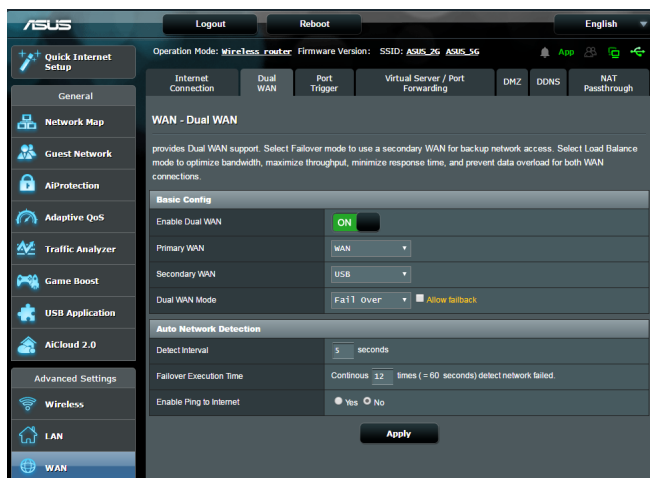 ASUS
Logout
Reboot
English
Quick Internet
Setup
Operation Mode: Wireless router Firmware Version: SSID: ASUS_2G ASUS_5G
App
Internet
Connection
Dual
WAN
Port
Trigger
Virtual Server / Port
Forwarding
DMZ
DDNS
NAT
Passthrough
General
Network Map
Guest Network
AiProtection
Adaptive QoS
Traffic Analyzer
Game Boost
USB Application
AiCloud 2.0
Advanced Settings
Wireless
LAN
WAN
WAN - Dual WAN
provides Dual WAN support. Select Failover mode to use a secondary WAN for backup network access. Select Load Balance
mode to optimize bandwidth, maximize throughput, minimize response time, and prevent data overload for both WAN
connections.
Basic Config
Enable Dual WAN ON
Primary WAN WAN
Secondary WAN USB
Dual WAN Mode Fail Over Allow failback
Auto Network Detection
Detect Interval 5 seconds
Failover Execution Time Continous 12 times ( = 60 seconds) detect network failed.
Enable Ping to Internet Yes No
Apply